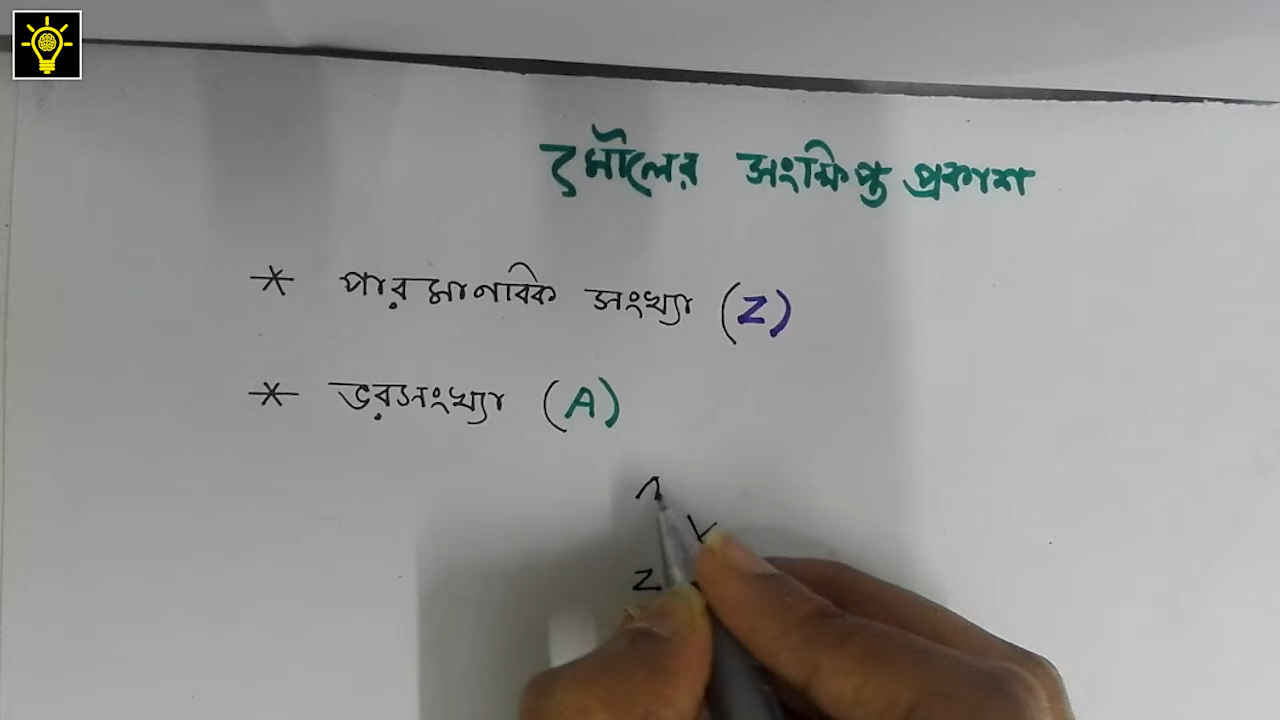 মৌলের সংক্ষিপ্ত প্রকাশ
* পারমাণবিক সংখ্যা (Z)
* ভরসংখ্যা (A)
Z